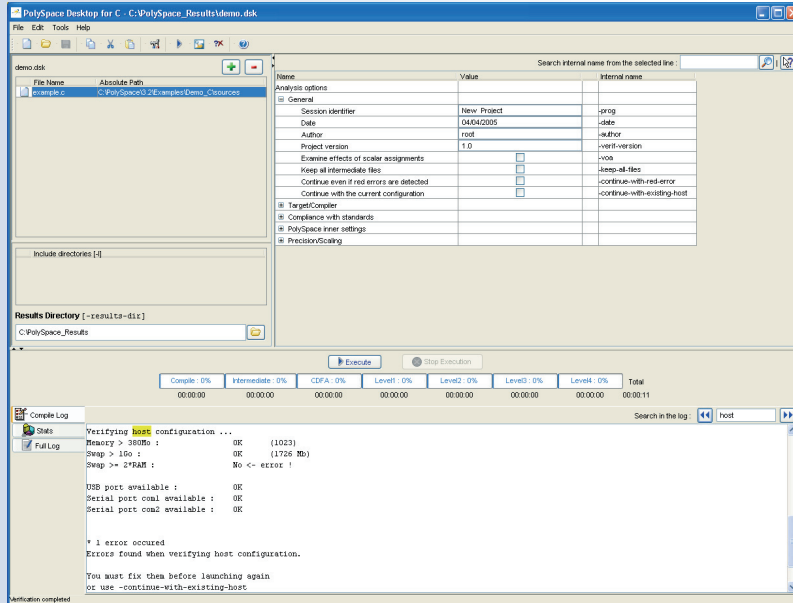 PolySpace Desktop for C - C:\PolySpace_Results\demo.dsk
File Edit Tools Help
Search internal name from the selected line :
demo.dsk
File Name Absolute Path
example.c C:\PolySpace\3.2\Examples\Demo_C\sources
Name Value Internal name
Analysis options
General
Session identifier New Project -prog
Date 04/04/2005 -date
Author root -author
Project version 1.0 -verif-version
Examine effects of scalar assignments -voa
Keep all intermediate files -keep-all-files
Continue even if red errors are detected -continue-with-red-error
Continue with the current configuration -continue-with-existing-host
Target/Compiler
Compliance with standards
PolySpace inner settings
Precision/Scaling
Include directories [-I]
Results Directory [-results-dir]
C:\PolySpace_Results
Execute Stop Execution
Compile : 0% Intermediate : 0% CDFA : 0% Level1 : 0% Level2 : 0% Level3 : 0% Level4 : 0% Total
00:00:00 00:00:00 00:00:00 00:00:00 00:00:00 00:00:00 00:00:00 00:00:11
Compile Log Search in the log : host
Stats
Full Log
Verifying host configuration ...
Memory > 380Mo : OK (1023)
Swap > 1Go : OK (1726 Mb)
Swap >= 2*RAM : No <- error !
USB port available : OK
Serial port com1 available : OK
Serial port com2 available : OK
* 1 error occured
Errors found when verifying host configuration.
You must fix them before launching again
or use -continue-with-existing-host
Verification completed